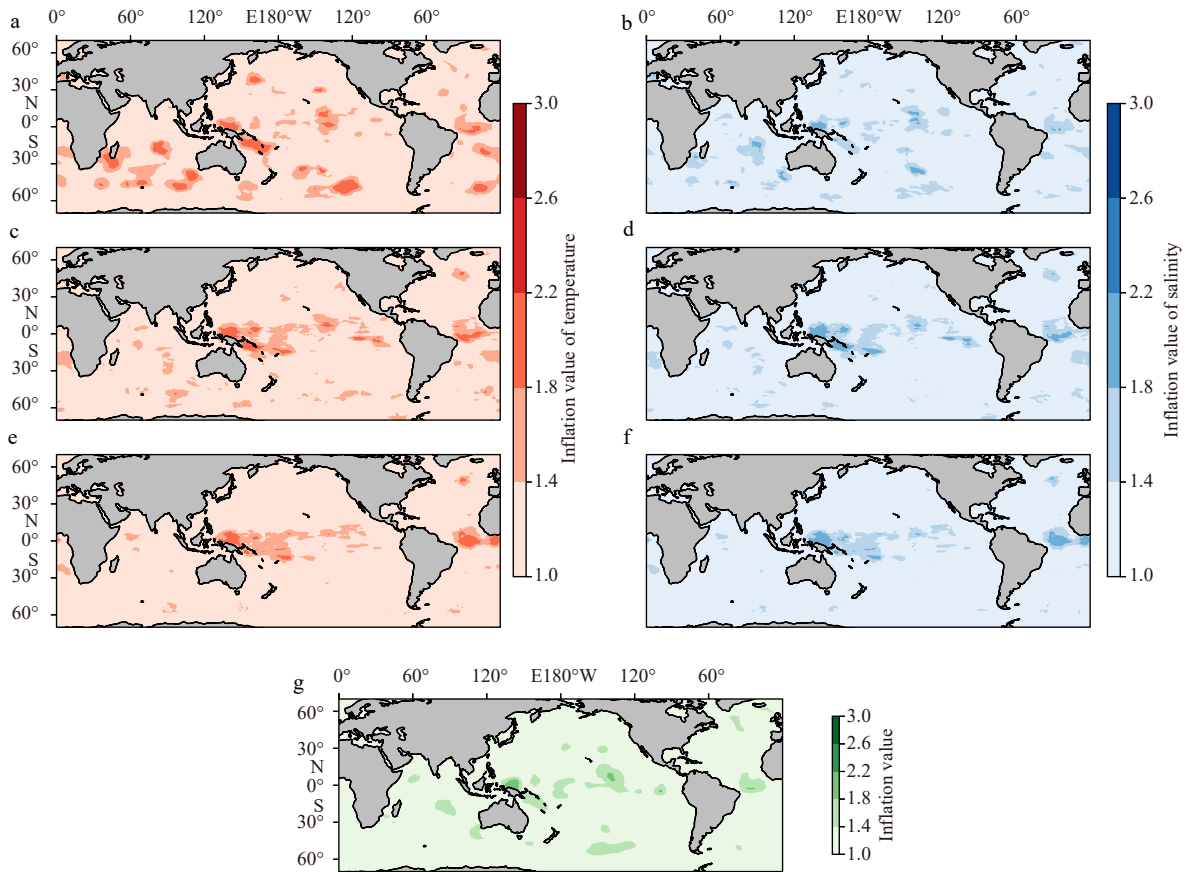 a
0° 60° 120° E180°W 120° 60°
60°
30°
N
0°
S
30°
60°
b
0° 60° 120° E180°W 120° 60°
c
60°
30°
N
0°
S
30°
60°
d
e
60°
30°
N
0°
S
30°
60°
f
3.0
2.6
2.2
1.8
1.4
1.0
Inflation value of temperature
3.0
2.6
2.2
1.8
1.4
1.0
Inflation value of salinity
g
0° 60° 120° E180°W 120° 60°
60°
30°
N
0°
S
30°
60°
3.0
2.6
2.2
1.8
1.4
1.0
Inflation value